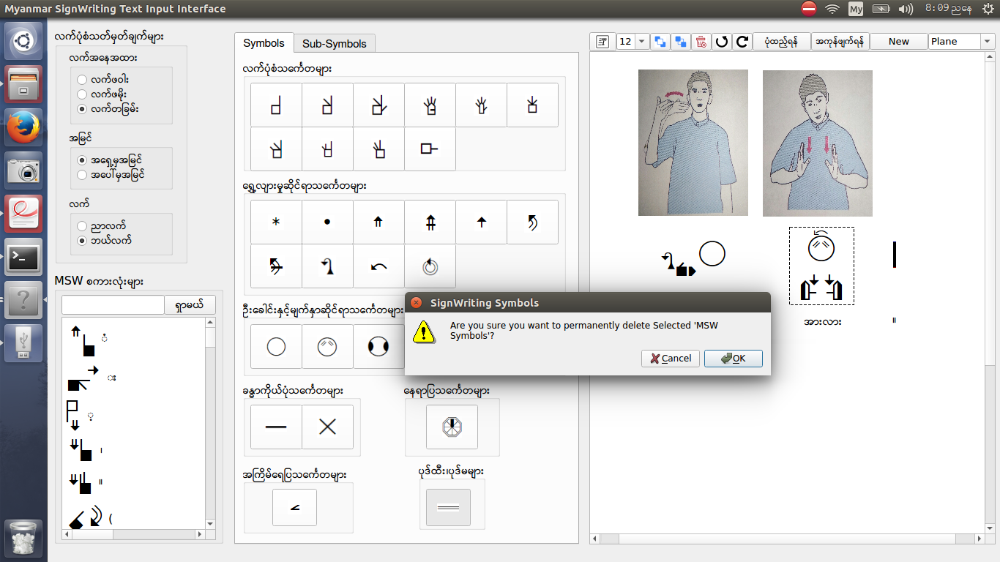 Myanmar SignWriting Text Input Interface
My
8:09 ညနေ
လက်ပုံစံသတ်မှတ်ချက်များ
လက်အနေအထား
လက်ဖဝါး
လက်ဖမိုး
လက်တခြမ်း
အမြင်
အရှေ့မှအမြင်
အပေါ်မှအမြင်
လက်
ညာလက်
ဘယ်လက်
MSW စကားလုံးများ
ရှာမယ်
ံ
း
့
၊
။
(
Symbols
Sub-Symbols
လက်ပုံစံသင်္ကေတများ
ရွှေ့လျားမှုဆိုင်ရာသင်္ကေတများ
ဦးခေါင်းနှင့်မျက်နှာဆိုင်ရာသင်္ကေတများ
ခန္ဓာကိုယ်ပုံသင်္ကေတများ
နေရာပြသင်္ကေတများ
အကြိမ်ရေပြသင်္ကေတများ
ပုဒ်ထီး၊ပုဒ်မများ
12
ပုံထည့်ရန်
အကုန်ဖျက်ရန်
New
Plane
အားလား
။
SignWriting Symbols
Are you sure you want to permanently delete Selected 'MSW
Symbols'?
Cancel
OK